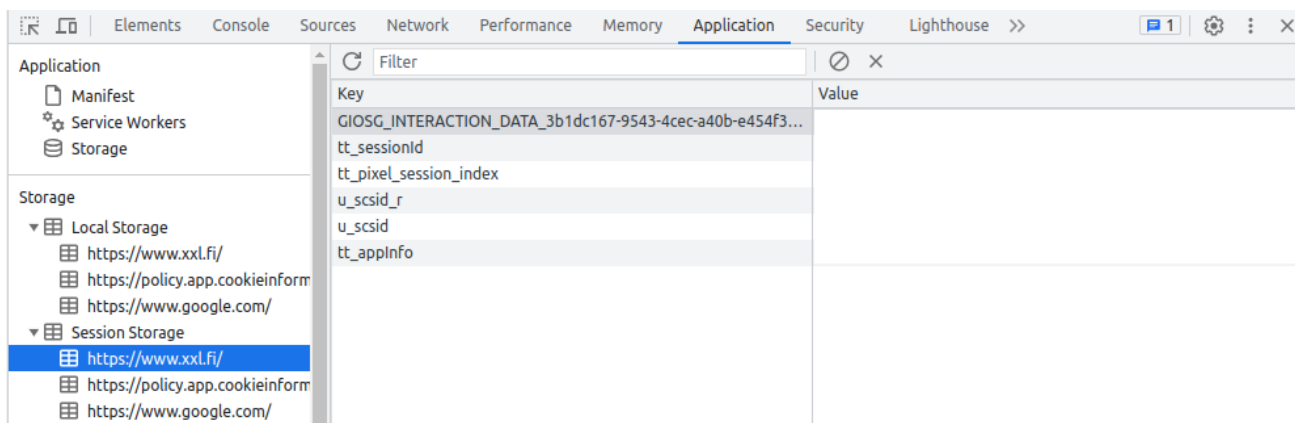 Elements Console Sources Network Performance Memory Application Security Lighthouse 1
Application
Manifest
Service Workers
Storage
Storage
Local Storage
https://www.xxl.fi/
https://policy.app.cookieinform
https://www.google.com/
Session Storage
https://www.xxl.fi/
https://policy.app.cookieinform
https://www.google.com/
Filter
Key Value
GIOSG_INTERACTION_DATA_3b1dc167-9543-4cec-a40b-e454f3...
tt_sessionId
tt_pixel_session_index
u_scsid_r
u_scsid
tt_appInfo